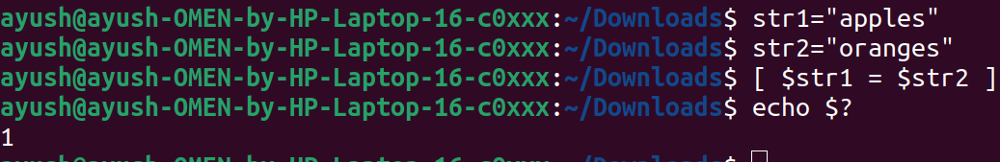 ayush@ayush-OMEN-by-HP-Laptop-16-c0xxx:~/Downloads$ str1="apples"
ayush@ayush-OMEN-by-HP-Laptop-16-c0xxx:~/Downloads$ str2="oranges"
ayush@ayush-OMEN-by-HP-Laptop-16-c0xxx:~/Downloads$ [ $str1 = $str2 ]
ayush@ayush-OMEN-by-HP-Laptop-16-c0xxx:~/Downloads$ echo $?
1
ayush@ayush-OMEN-by-HP-Laptop-16-c0xxx:~/Downloads$